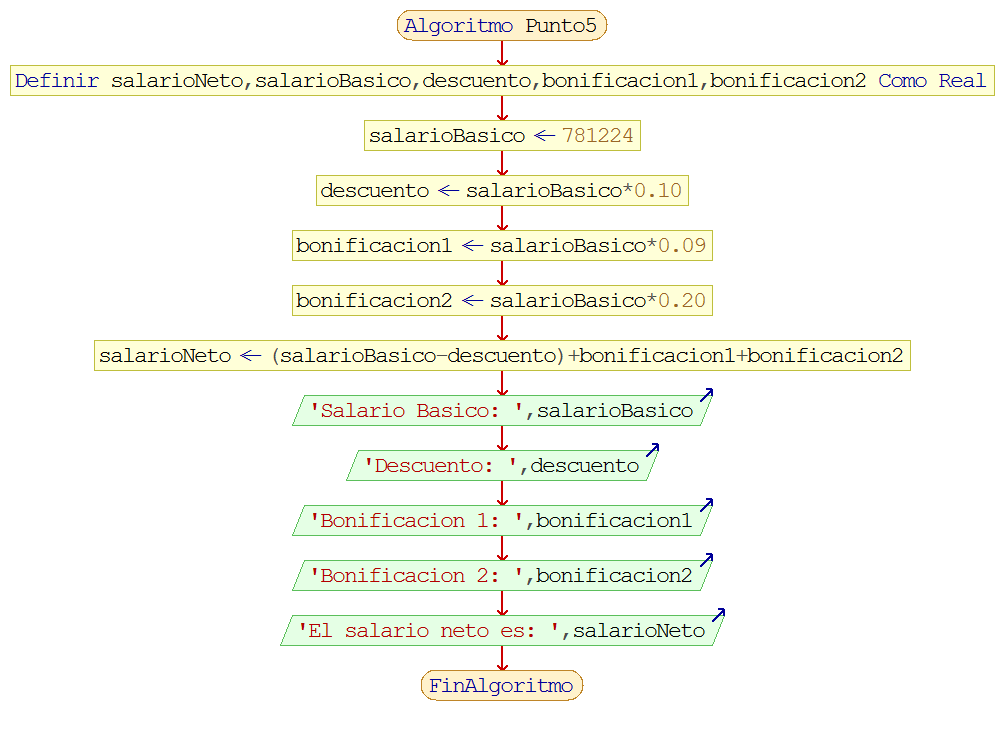 Algoritmo Punto5
Definir salarioNeto,salarioBasico,descuento,bonificacion1,bonificacion2 Como Real
salarioBasico ← 781224
descuento ← salarioBasico*0.10
bonificacion1 ← salarioBasico*0.09
bonificacion2 ← salarioBasico*0.20
salarioNeto ← (salarioBasico-descuento)+bonificacion1+bonificacion2
'Salario Basico: ',salarioBasico
'Descuento: ',descuento
'Bonificacion 1: ',bonificacion1
'Bonificacion 2: ',bonificacion2
'El salario neto es: ',salarioNeto
FinAlgoritmo